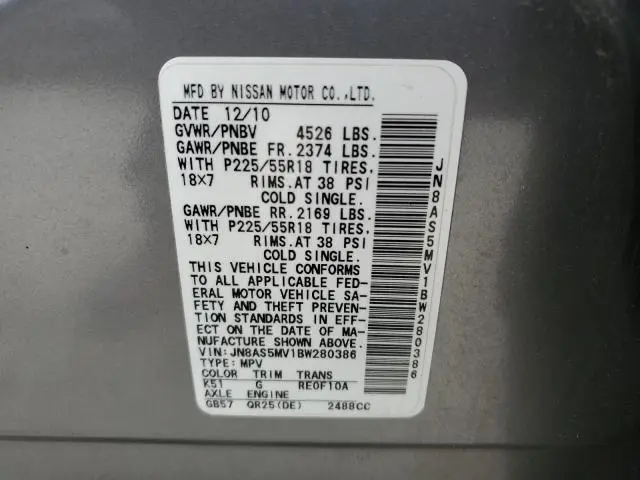 MFD BY NISSAN MOTOR CO.,LTD.
DATE 12/10
GVWR/PNBV 4526 LBS.
GAWR/PNBE FR. 2374 LBS.
WITH P225/55R18 TIRES,
18X7 RIMS.AT 38 PSI
COLD SINGLE.
GAWR/PNBE RR. 2169 LBS.
WITH P225/55R18 TIRES,
18X7 RIMS.AT 38 PSI
COLD SINGLE.
THIS VEHICLE CONFORMS
TO ALL APPLICABLE FED-
ERAL MOTOR VEHICLE SA-
FETY AND THEFT PREVEN-
TION STANDARDS IN EFF-
ECT ON THE DATE OF MA-
NUFACTURE SHOWN ABOVE.
VIN: JN8AS5MV1BW280386
TYPE: MPV
COLOR TRIM TRANS
K51 G RE0F10A
AXLE ENGINE
GB57 QR25(DE) 2488CC
JN8AS5MV1BW280386